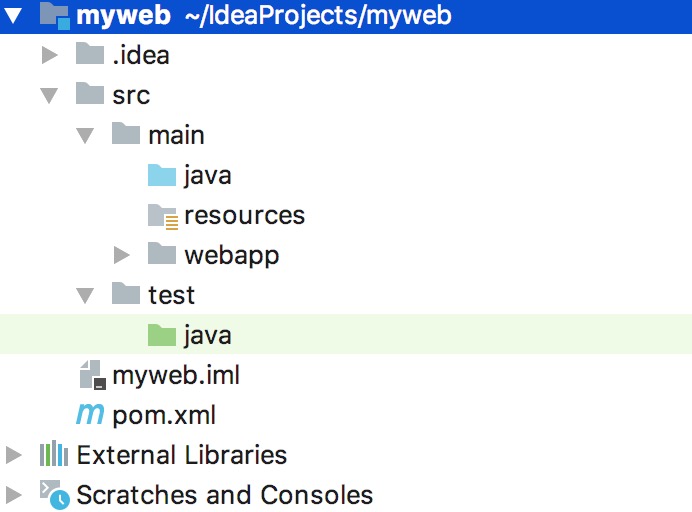 myweb ~/IdeaProjects/myweb
.idea
src
main
java
resources
webapp
test
java
myweb.iml
pom.xml
External Libraries
Scratches and Consoles